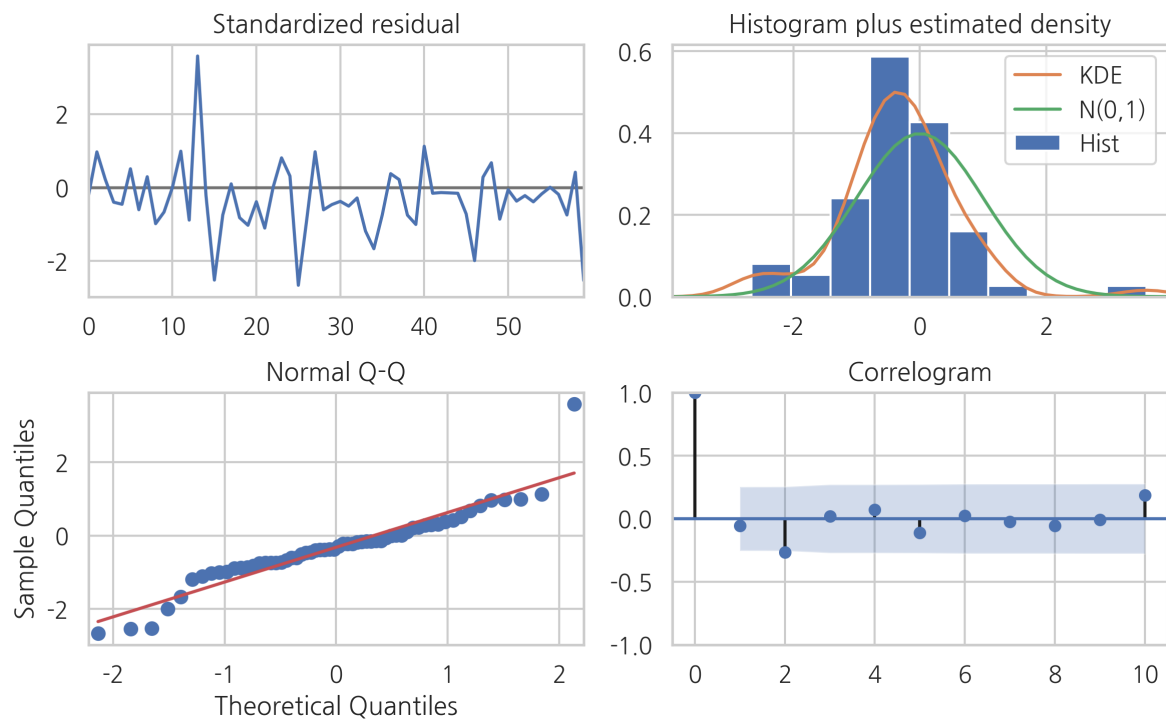 Standardized residual
2
0
-2
0 10 20 30 40 50
Histogram plus estimated density
0.6
0.4
0.2
0.0
-2 0 2
KDE
N(0,1)
Hist
Normal Q-Q
Sample Quantiles
2
0
-2
-2 -1 0 1 2
Theoretical Quantiles
Correlogram
1.0
0.5
0.0
-0.5
-1.0
0 2 4 6 8 10